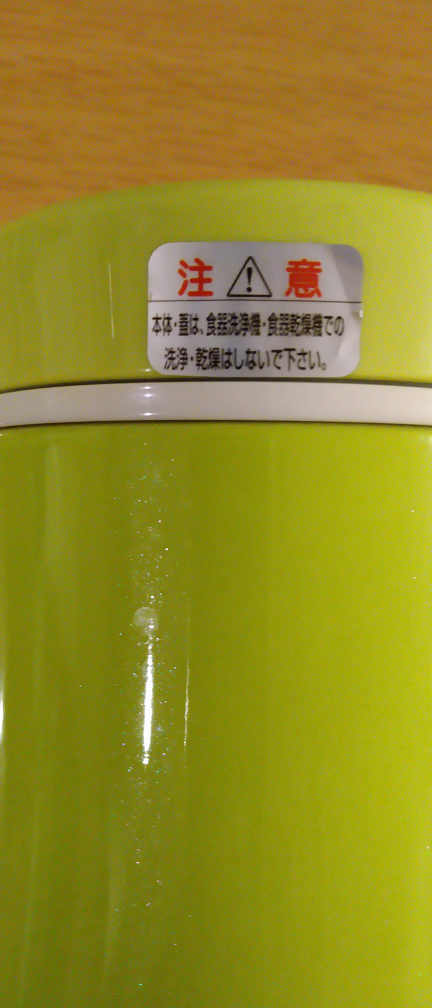 注⚠意
本体・蓋は、食器洗浄機・食器乾燥機での
洗浄・乾燥はしないで下さい。